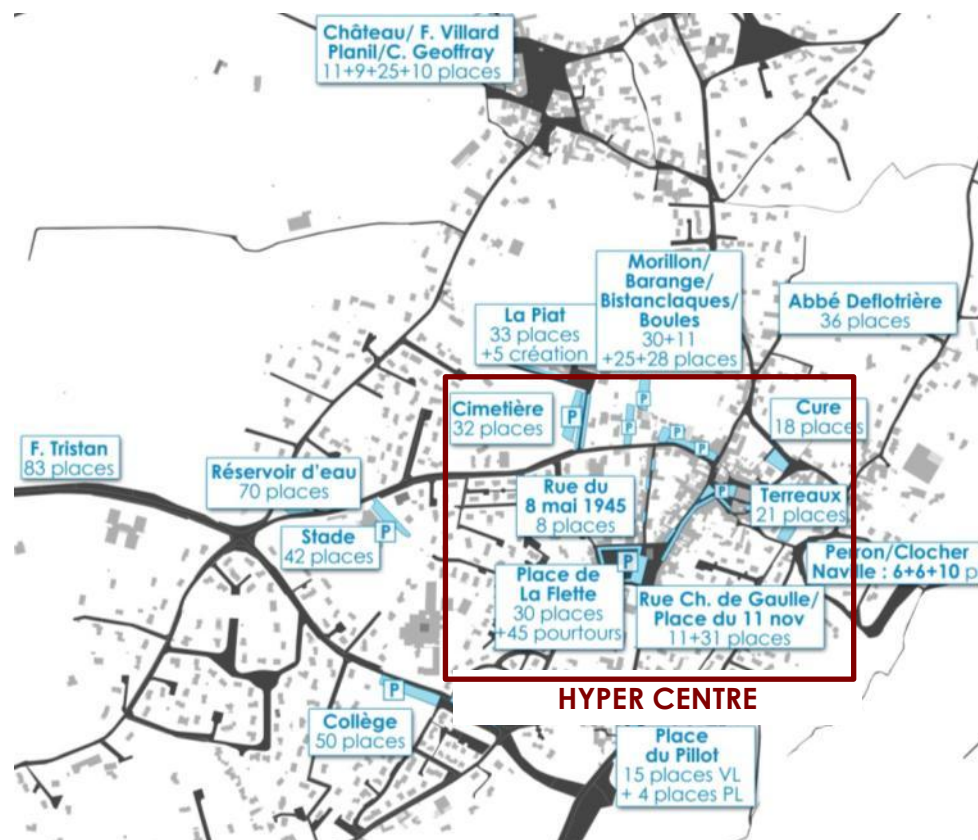 Château/ F. Villard
Planil/C. Geoffray
11+9+25+10 places
Morillon/
Barange/
Bistanclaques/
Boules
30+11
+25+28 places
Abbé Deflotrière
36 places
La Piat
33 places
+5 création
Cimetière
32 places
P
P
P
P
P
Cure
18 places
F. Tristan
83 places
Réservoir d'eau
70 places
Stade
42 places
P
Rue du
8 mai 1945
8 places
P
Terreaux
21 places
P
Perron/Clocher
Naville : 6+6+10 p
Place de
La Flette
30 places
+45 pourtours
Rue Ch. de Gaulle/
Place du 11 nov
11+31 places
HYPER CENTRE
P
Collège
50 places
Place
du Pillot
15 places VL
+ 4 places PL